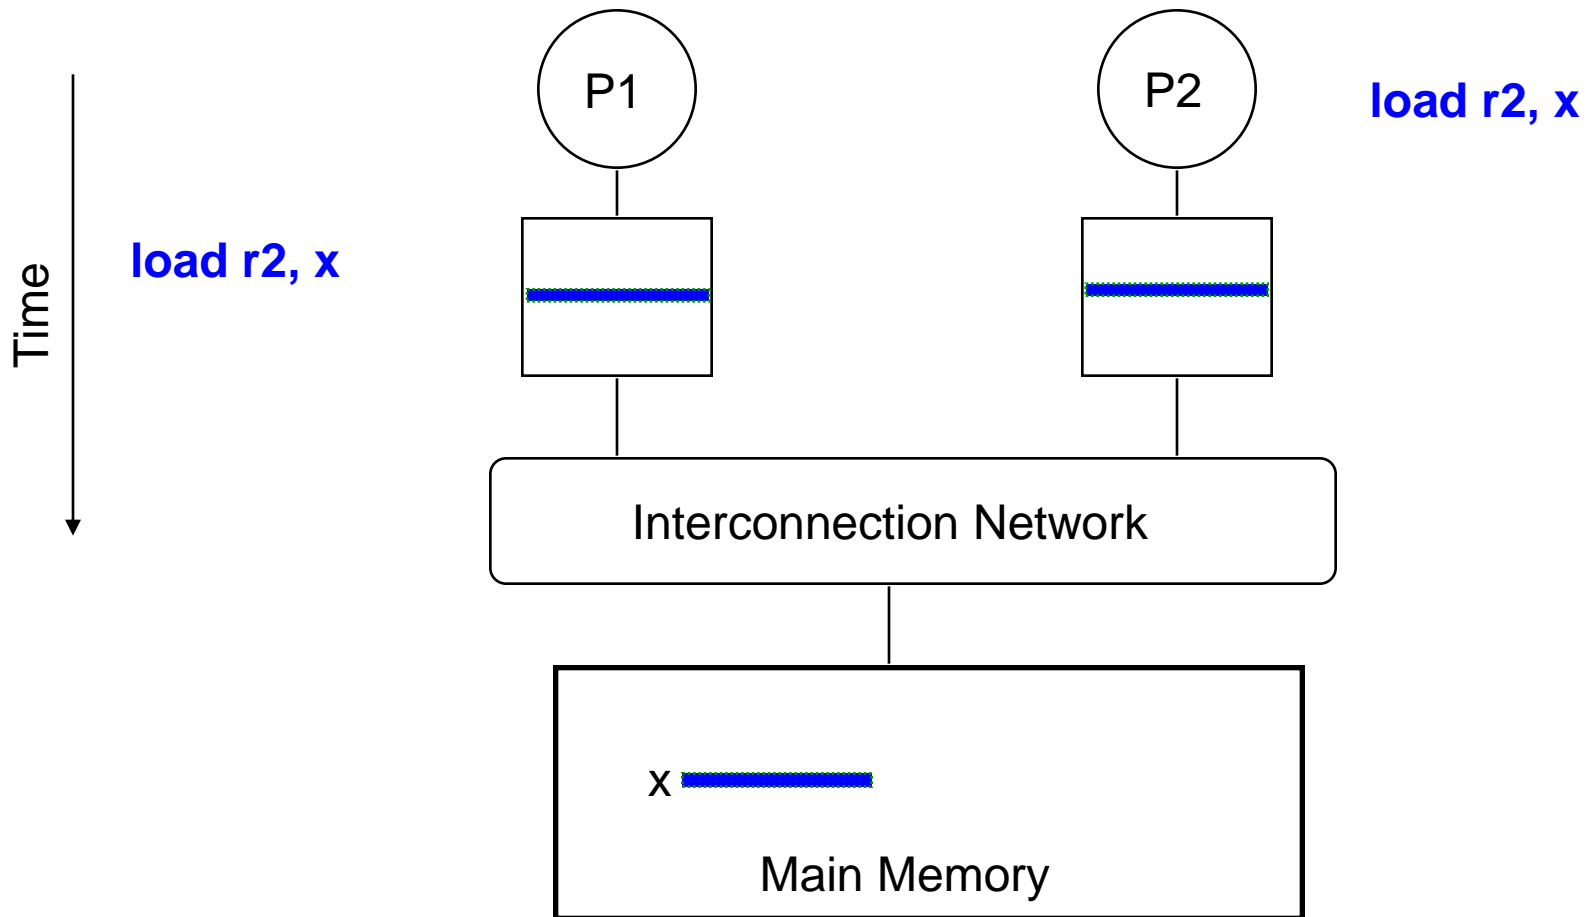 P1
P2
load r2, x
load r2, x
Time
Interconnection Network
x
Main Memory